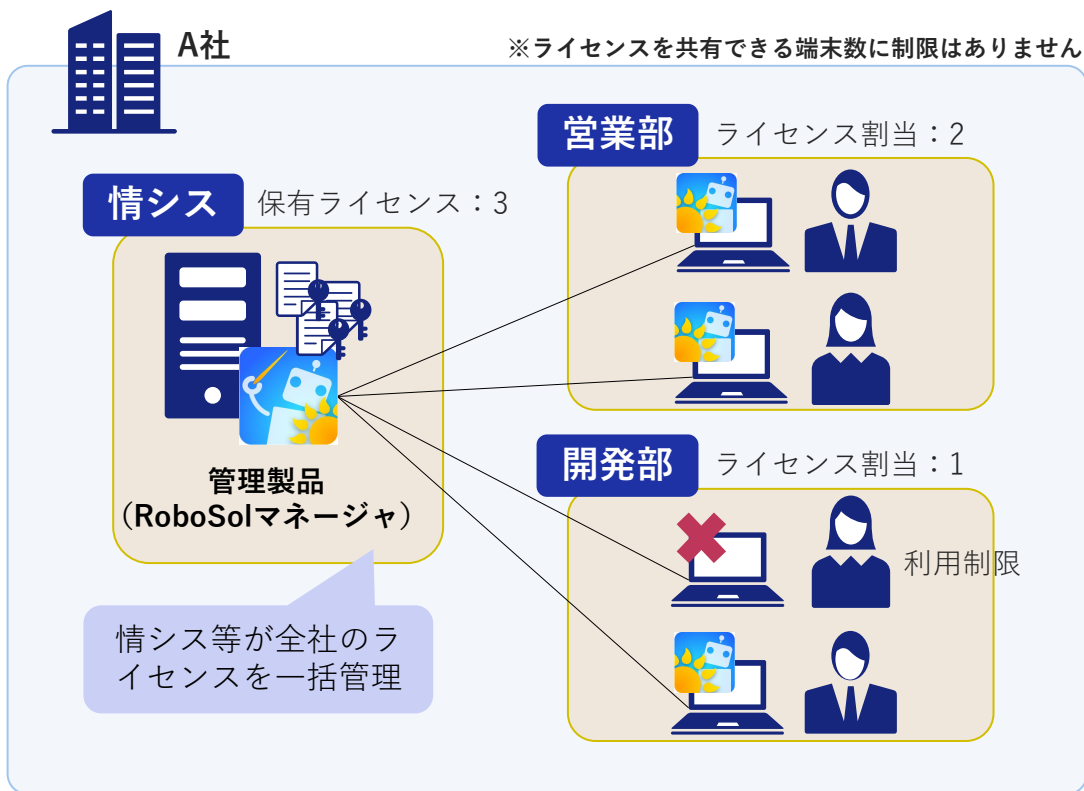 A社
※ライセンスを共有できる端末数に制限はありません
営業部
ライセンス割当：2
情シス
保有ライセンス：3
管理製品
（RoboSolマネージャ）
情シス等が全社のラ
イセンスを一括管理
開発部
ライセンス割当：1
利用制限